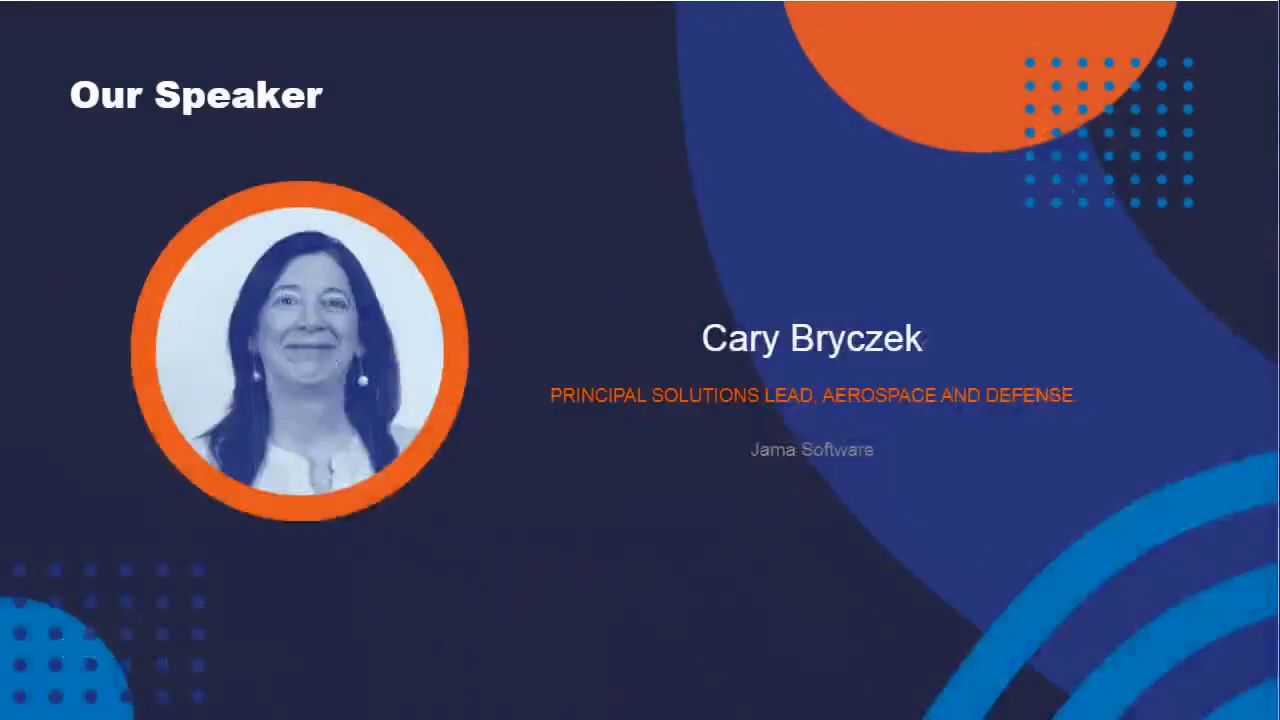 Our Speaker
Cary Bryczek
PRINCIPAL SOLUTIONS LEAD, AEROSPACE AND DEFENSE
Jama Software